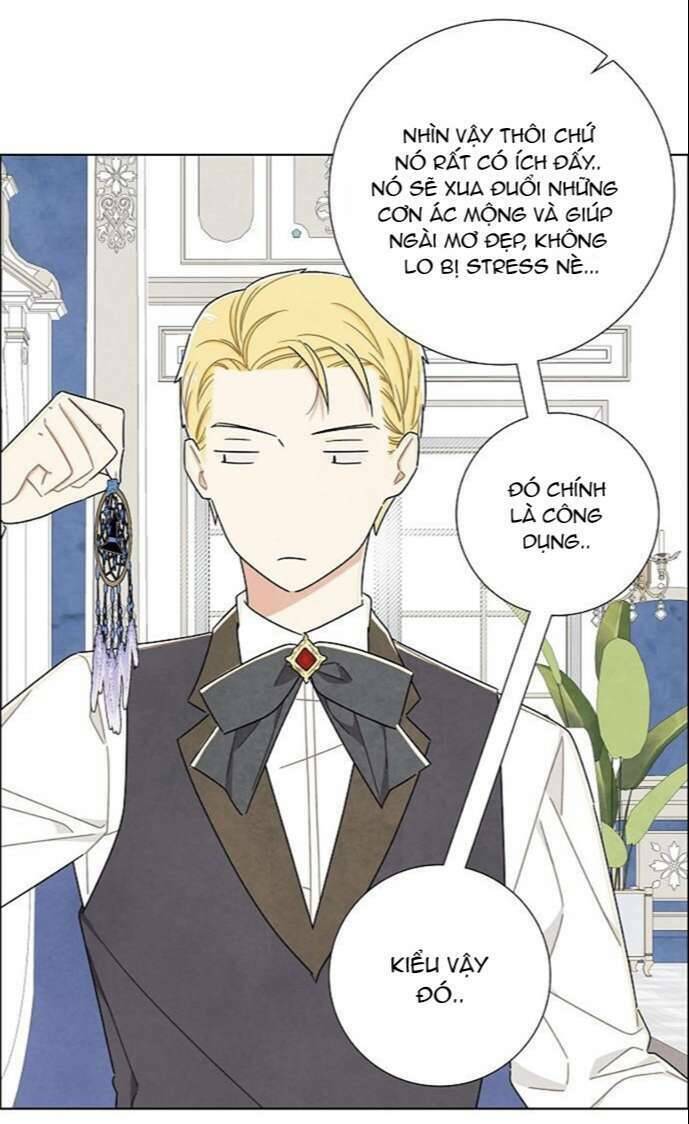 NHÌN VẬY THÔI CHỨ
NÓ RẤT CÓ ÍCH ĐẤY..
NÓ SẼ XUA ĐUỔI NHỮNG
CƠN ÁC MỘNG VÀ GIÚP
NGÀI MƠ ĐẸP, KHÔNG
LO BỊ STRESS NÈ...
ĐÓ CHÍNH
LÀ CÔNG
DỤNG..
KIỂU VẬY
ĐÓ..